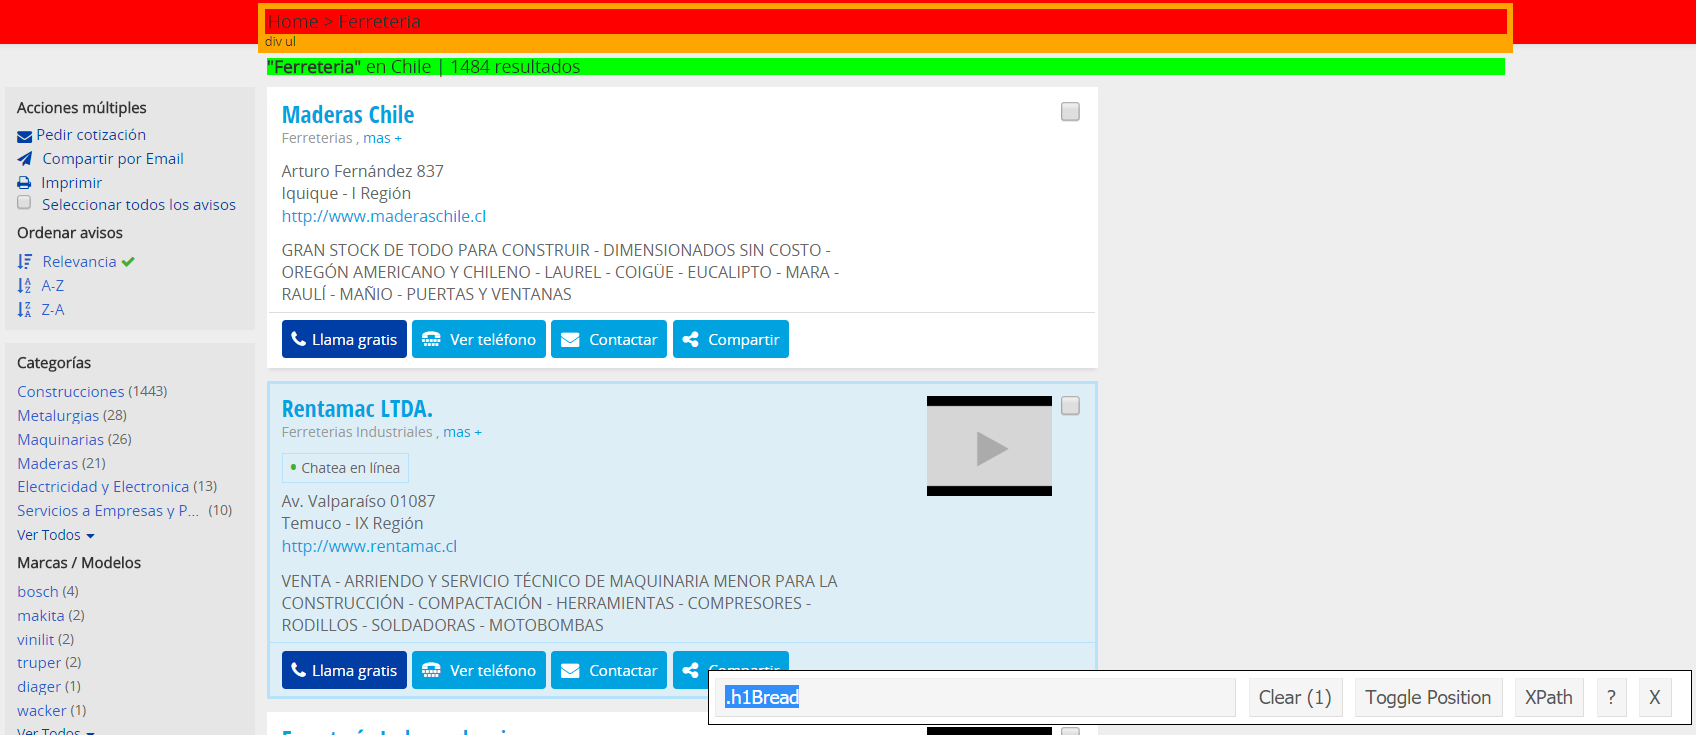 Home > Ferreteria
div ul
"Ferreteria" en Chile | 1484 resultados
Acciones múltiples
Pedir cotización
Compartir por Email
Imprimir
Seleccionar todos los avisos
Ordenar avisos
Relevancia
A-Z
Z-A
Categorías
Construcciones (1443)
Metalurgias (28)
Maquinarias (26)
Maderas (21)
Electricidad y Electronica (13)
Servicios a Empresas y P... (10)
Ver Todos
Marcas / Modelos
bosch (4)
makita (2)
vinilit (2)
truper (2)
diager (1)
wacker (1)
Ver Todos
Maderas Chile
Ferreterias , mas +
Arturo Fernández 837
Iquique - I Región
http://www.maderaschile.cl
GRAN STOCK DE TODO PARA CONSTRUIR - DIMENSIONADOS SIN COSTO -
OREGÓN AMERICANO Y CHILENO - LAUREL - COIGÜE - EUCALIPTO - MARA -
RAULÍ - MAÑIO - PUERTAS Y VENTANAS
Llama gratis Ver teléfono Contactar Compartir
Rentamac LTDA.
Ferreterias Industriales , mas +
• Chatea en línea
Av. Valparaíso 01087
Temuco - IX Región
http://www.rentamac.cl
VENTA - ARRIENDO Y SERVICIO TÉCNICO DE MAQUINARIA MENOR PARA LA
CONSTRUCCIÓN - COMPACTACIÓN - HERRAMIENTAS - COMPRESORES -
RODILLOS - SOLDADORAS - MOTOBOMBAS
Llama gratis Ver teléfono Contactar Compartir
.h1Bread Clear (1) Toggle Position XPath ? X